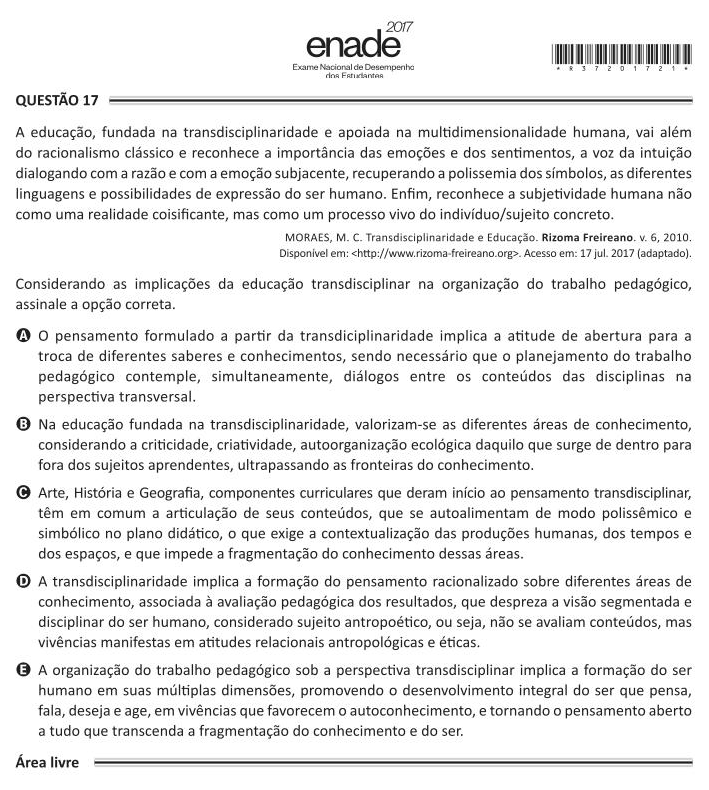 2017
enade
Exame Nacional de Desempenho
dos Estudantes
*R3720172 1*
QUESTÃO 17
A educação, fundada na transdisciplinaridade e apoiada na multidimensionalidade humana, vai além
do racionalismo clássico e reconhece a importância das emoções e dos sentimentos, a voz da intuição
dialogando com a razão e com a emoção subjacente, recuperando a polissemia dos símbolos, as diferentes
linguagens e possibilidades de expressão do ser humano. Enfim, reconhece a subjetividade humana não
como uma realidade coisificante, mas como um processo vivo do indivíduo/sujeito concreto.
MORAES, M. C. Transdisciplinaridade e Educação. Rizoma Freireano. v. 6, 2010.
Disponível em: <http://www.rizoma-freireano.org>. Acesso em: 17 jul. 2017 (adaptado).
Considerando as implicações da educação transdisciplinar na organização do trabalho pedagógico,
assinale a opção correta.
A O pensamento formulado a partir da transdiciplinaridade implica a atitude de abertura para a
troca de diferentes saberes e conhecimentos, sendo necessário que o planejamento do trabalho
pedagógico contemple, simultaneamente, diálogos entre os conteúdos das disciplinas na
perspectiva transversal.
B Na educação fundada na transdisciplinaridade, valorizam-se as diferentes áreas de conhecimento,
considerando a criticidade, criatividade, autoorganização ecológica daquilo que surge de dentro para
fora dos sujeitos aprendentes, ultrapassando as fronteiras do conhecimento.
C Arte, História e Geografia, componentes curriculares que deram início ao pensamento transdisciplinar,
têm em comum a articulação de seus conteúdos, que se autoalimentam de modo polissêmico e
simbólico no plano didático, o que exige a contextualização das produções humanas, dos tempos e
dos espaços, e que impede a fragmentação do conhecimento dessas áreas.
D A transdisciplinaridade implica a formação do pensamento racionalizado sobre diferentes áreas de
conhecimento, associada à avaliação pedagógica dos resultados, que despreza a visão segmentada e
disciplinar do ser humano, considerado sujeito antropoético, ou seja, não se avaliam conteúdos, mas
vivências manifestas em atitudes relacionais antropológicas e éticas.
E A organização do trabalho pedagógico sob a perspectiva transdisciplinar implica a formação do ser
humano em suas múltiplas dimensões, promovendo o desenvolvimento integral do ser que pensa,
fala, deseja e age, em vivências que favorecem o autoconhecimento, e tornando o pensamento aberto
a tudo que transcenda a fragmentação do conhecimento e do ser.
Área livre